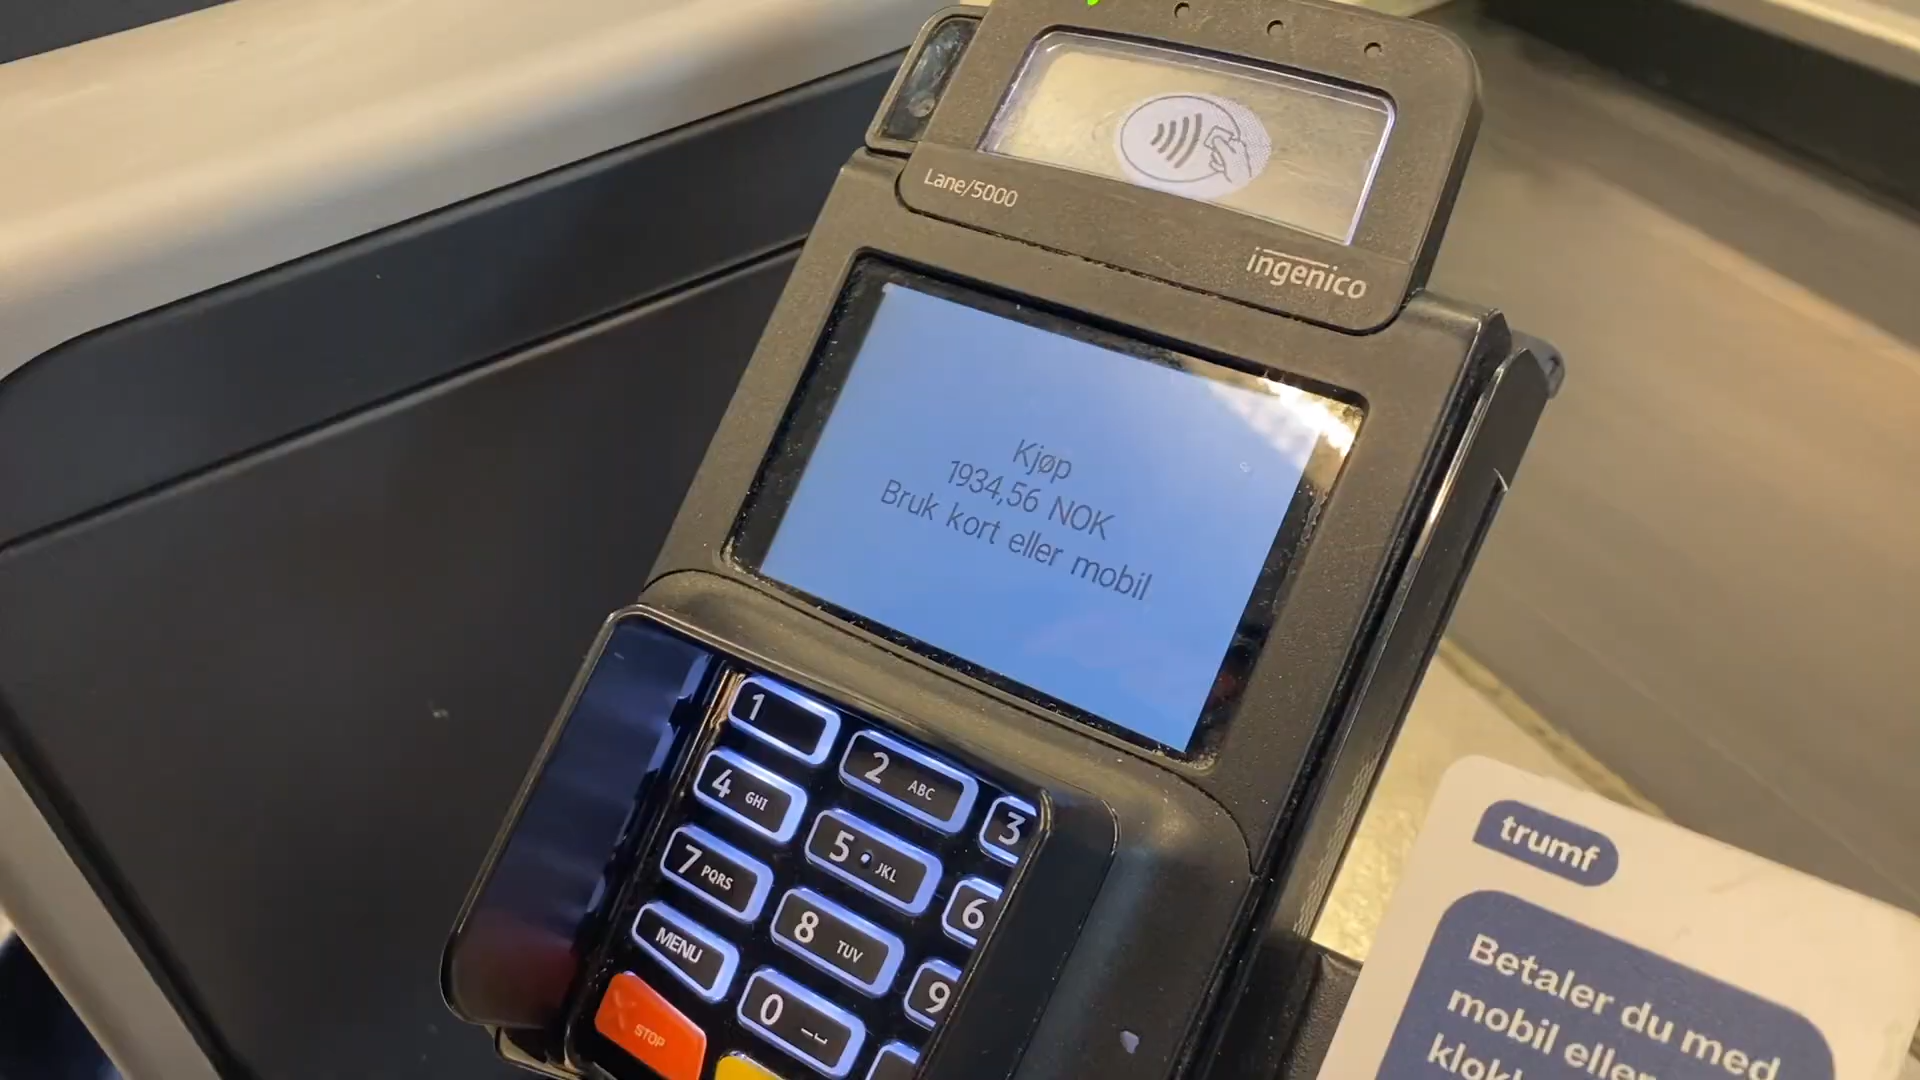 Lane/5000
ingenico
Kjøp
1934,56 NOK
Bruk kort eller mobil
1
2 ABC
3
4 GHI
5 JKL
6
7 PQRS
8 TUV
9
MENU
0
STOP
trumf
Betaler du med
mobil eller